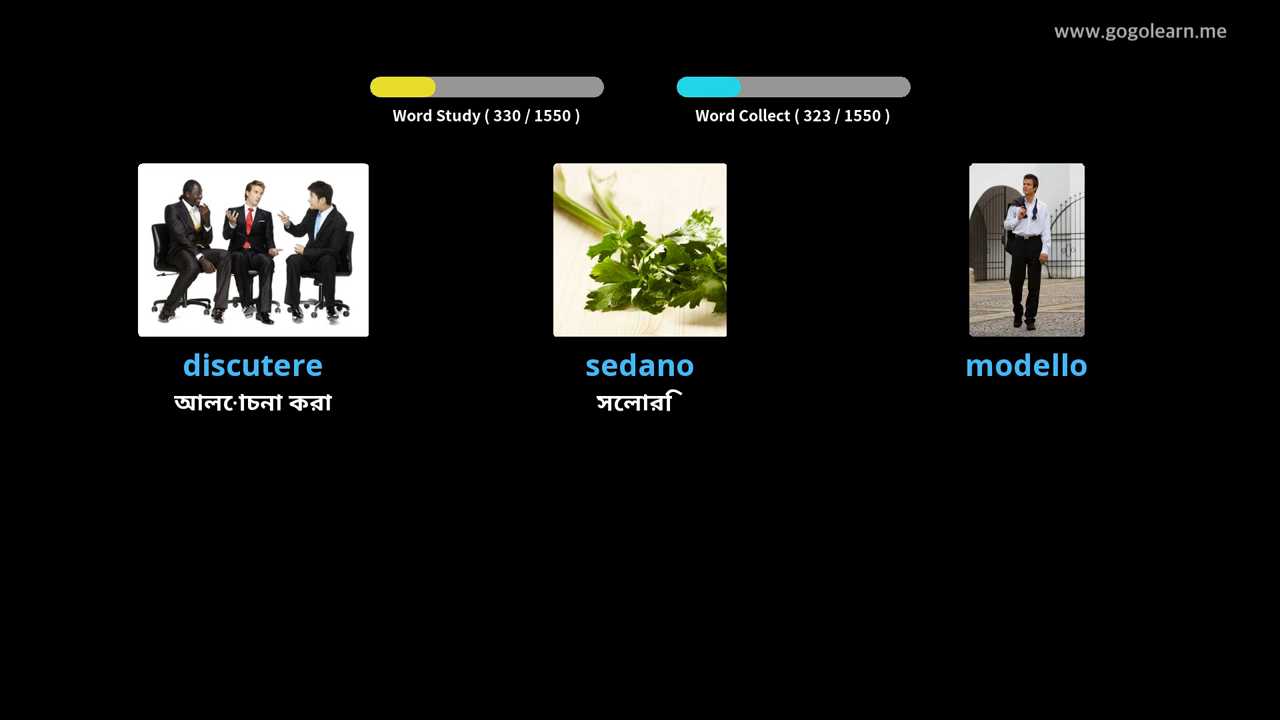 www.gogolearn.me
Word Study ( 330 / 1550 )
Word Collect ( 323 / 1550 )
discutere
sedano
modello
আলোচনা করা
সেলোরি